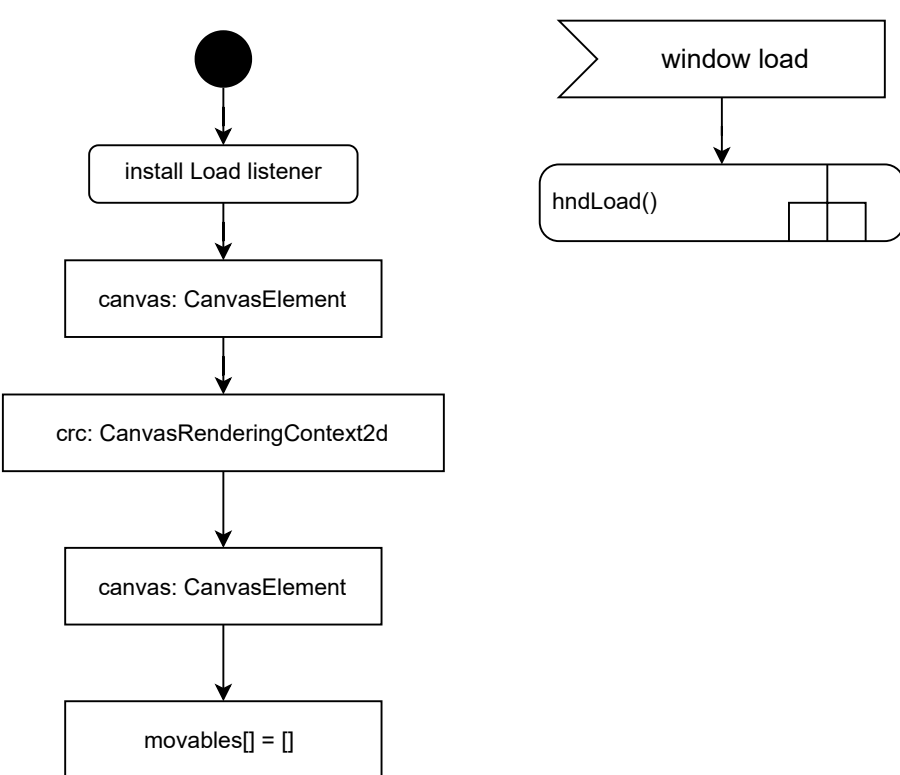 install Load listener
canvas: CanvasElement
crc: CanvasRenderingContext2d
canvas: CanvasElement
movables[] = []
window load
hndLoad()